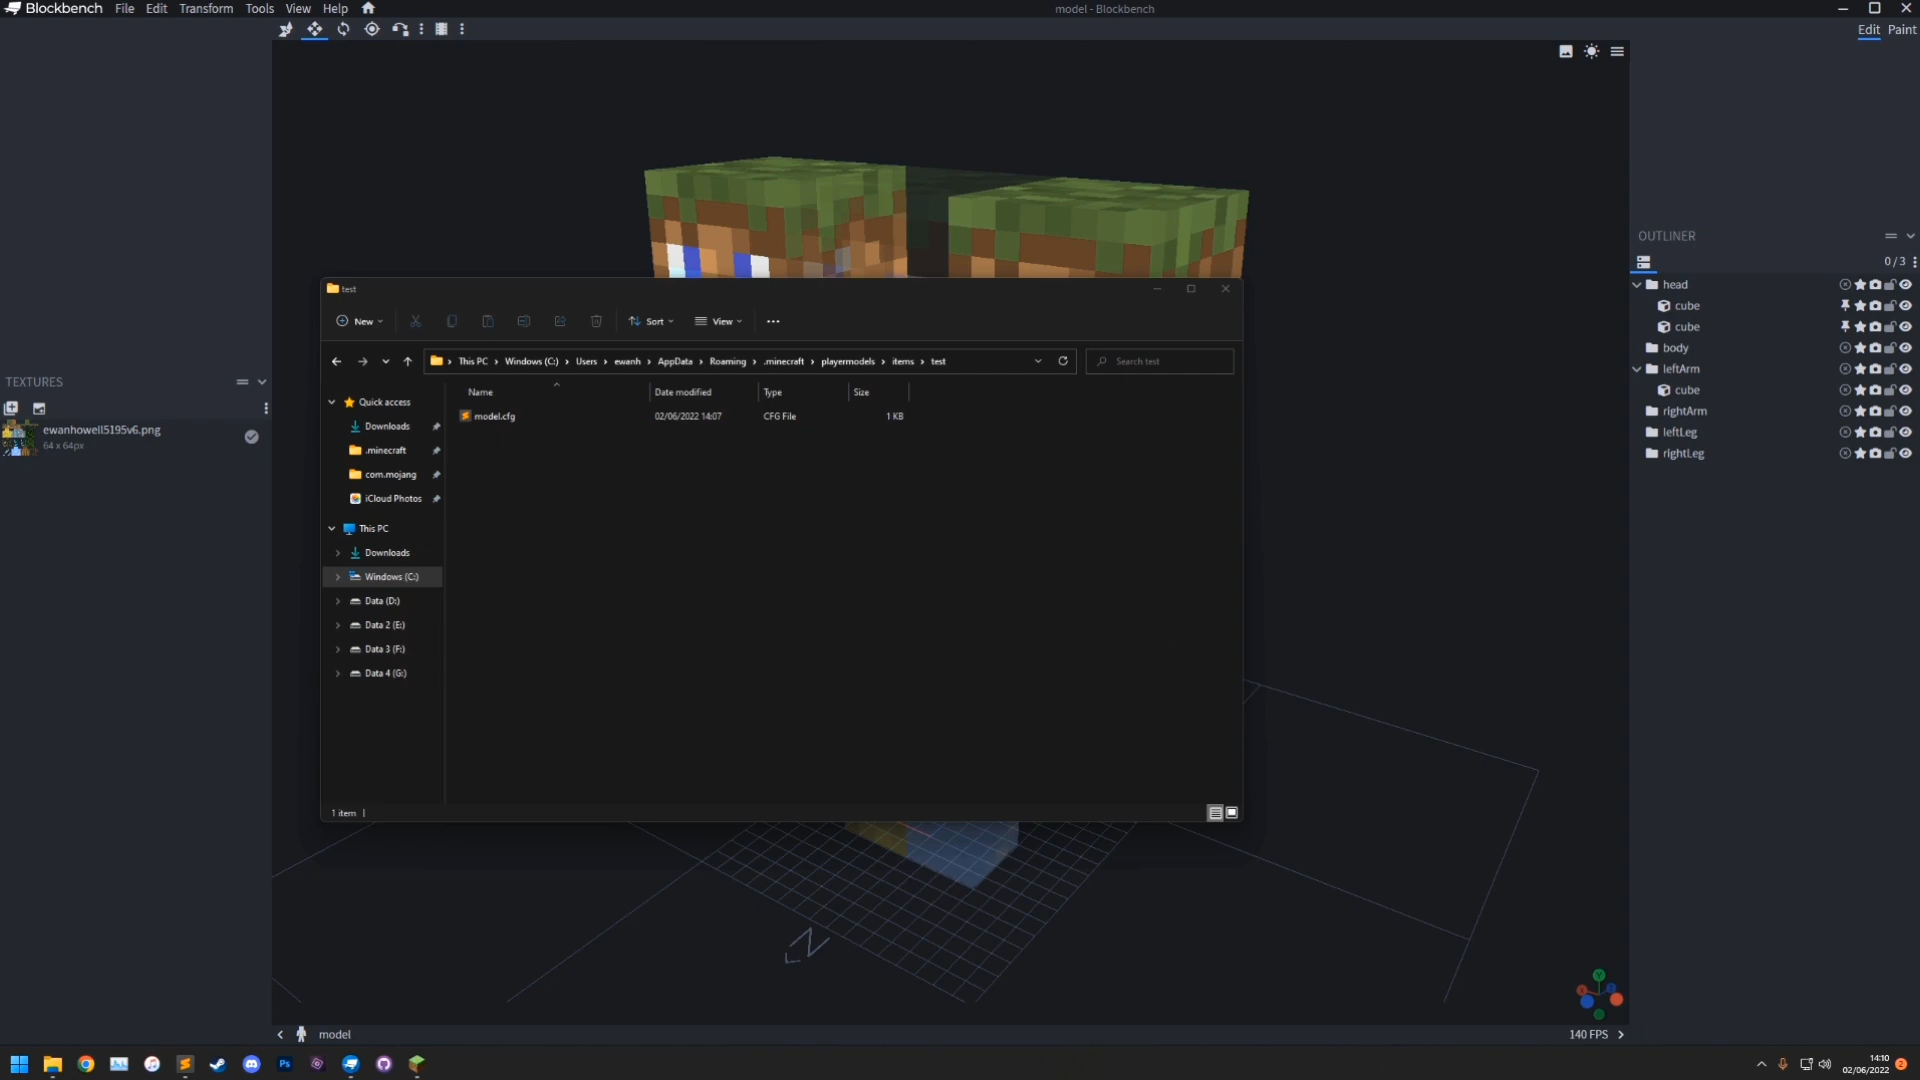 Blockbench File Edit Transform Tools View Help
model - Blockbench
Edit Paint
TEXTURES
ewanhowell5195v6.png
64 x 64px
test
New
Sort
View
This PC › Windows (C:) › Users › ewanh › AppData › Roaming › .minecraft › playermodels › items › test
Search test
Name Date modified Type Size
model.cfg 02/06/2022 14:07 CFG File 1 KB
Quick access
Downloads
.minecraft
com.mojang
iCloud Photos
This PC
Downloads
Windows (C:)
Data (D:)
Data 2 (E:)
Data 3 (F:)
Data 4 (G:)
1 item
OUTLINER
0/3
head
cube
cube
body
leftArm
cube
rightArm
leftLeg
rightLeg
N
Y
model
140 FPS
Ps
14:10
02/06/2022
2